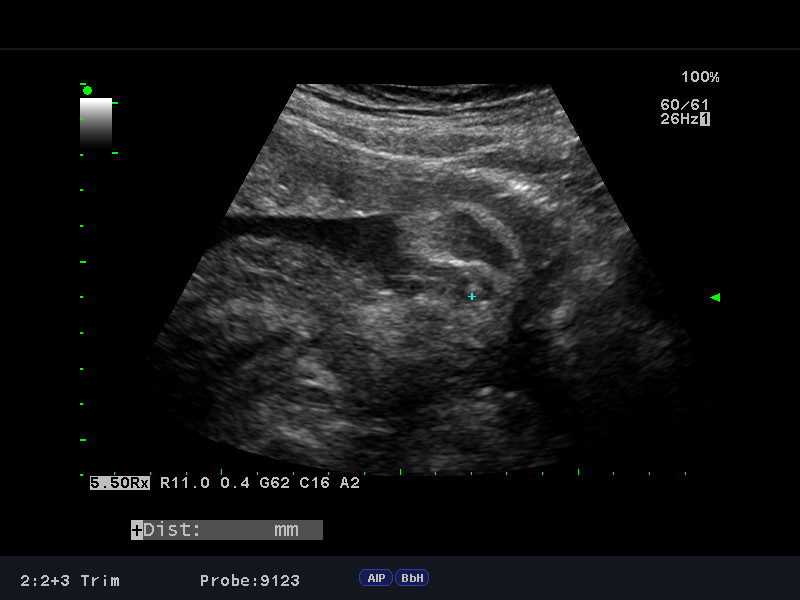 100%
60/61
26Hz1
5.50Rx R11.0 0.4 G62 C16 A2
+Dist: mm
2:2+3 Trim Probe:9123 AIP BbH